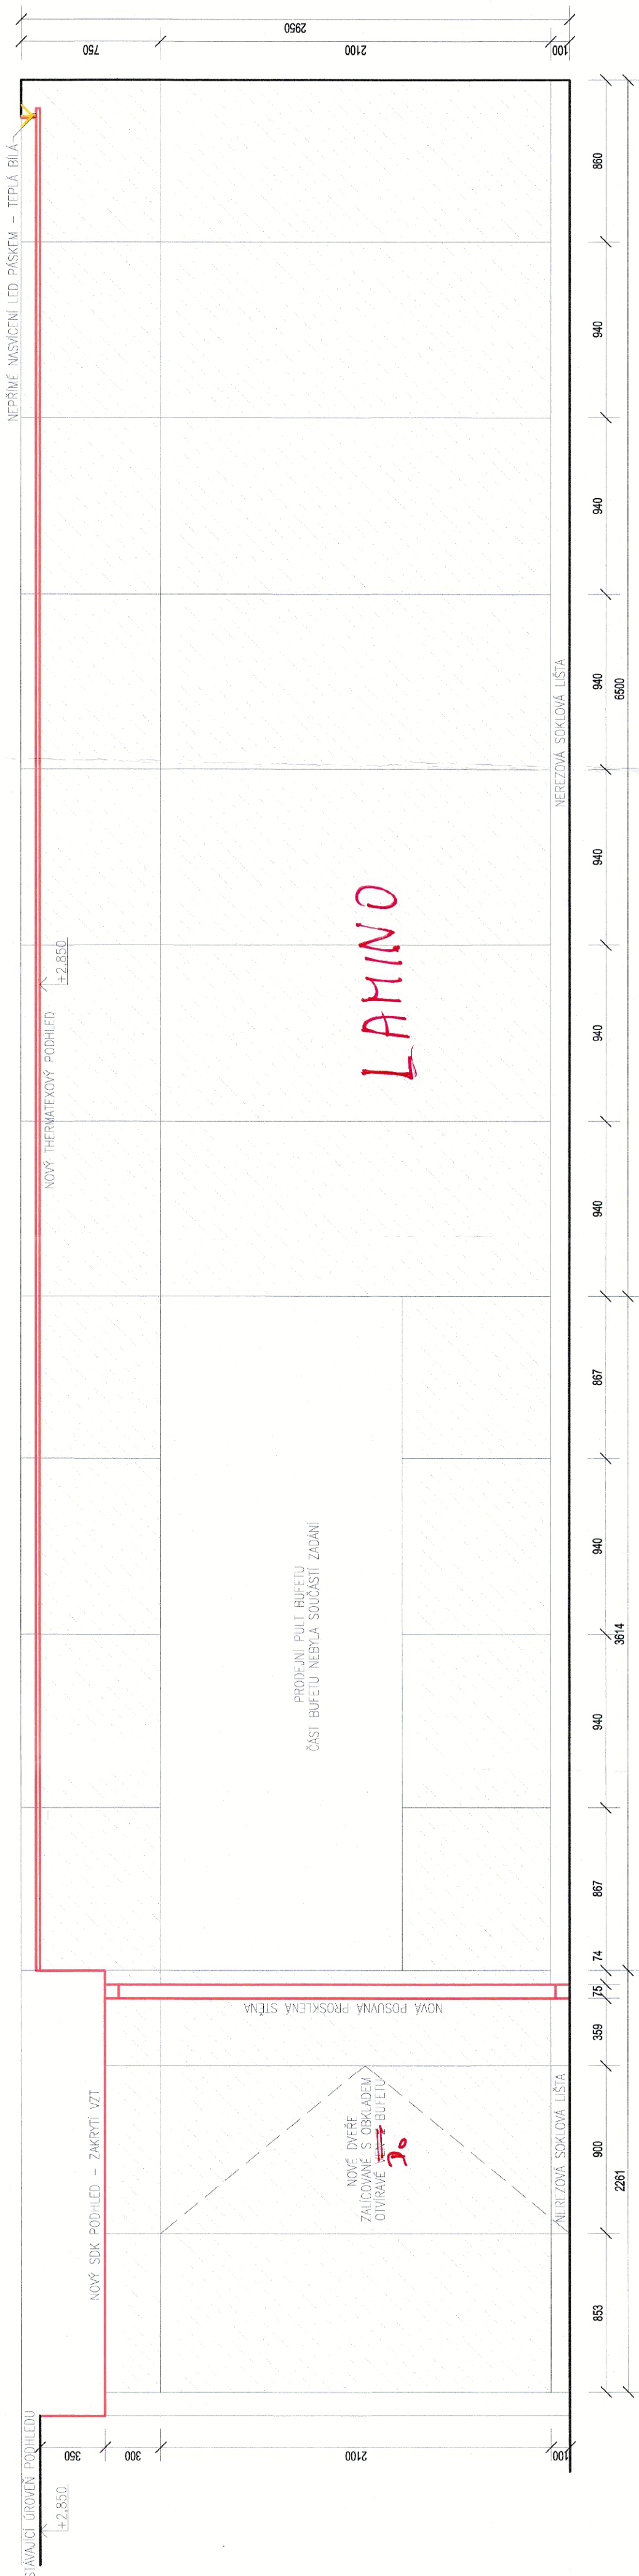 STÁVAJÍCÍ ÚROVEŇ PODHLEDU
+2,850
NOVÝ SDK PODHLED – ZAKRYTÍ VZT
NOVÝ THERMATEXOVÝ PODHLED
+2,850
NEPŘÍMÉ NASVÍCENÍ LED PÁSKEM – TEPLÁ BÍLÁ
350
300
2100
100
NOVÉ DVEŘE
ZALÍCOVANÉ S OBKLADEM
OTVÍRAVÉ VEN Z BUFETU
DO
NOVÁ POSUVNÁ PROSKLENÁ STĚNA
PRODEJNÍ PULT BUFETU
ČÁST BUFETU NEBYLA SOUČÁSTÍ ZADÁNÍ
LAMINO
NEREZOVÁ SOKLOVÁ LIŠTA
NEREZOVÁ SOKLOVÁ LIŠTA
750
2100
100
2950
853
900
359
75
74
867
940
940
867
940
940
940
940
940
940
860
2261
3614
6500